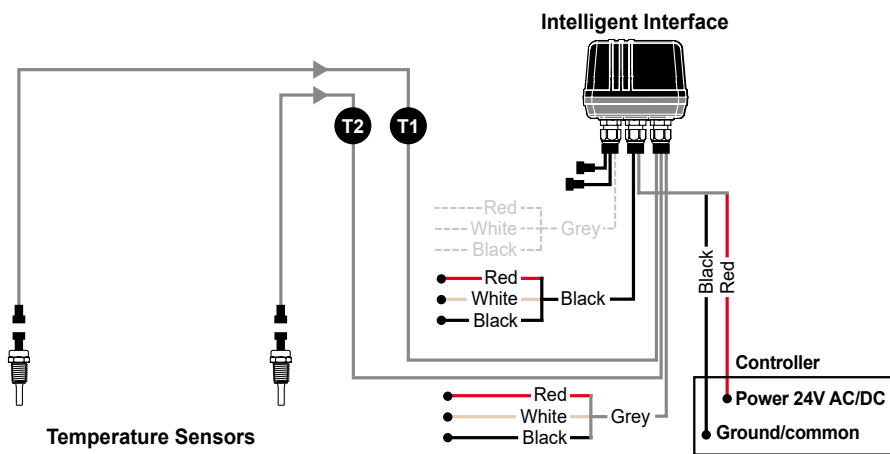 Intelligent Interface
T2
T1
Red
White
Grey
Black
Red
White
Black
Black
Black
Red
Controller
Power 24V AC/DC
Ground/common
Red
White
Grey
Black
Temperature Sensors